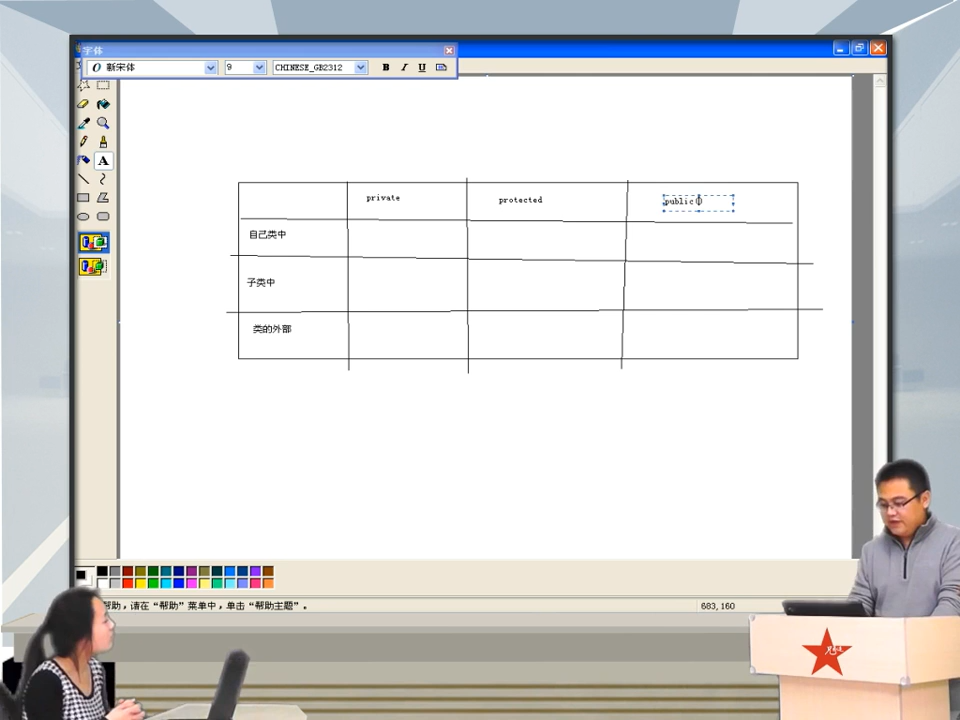 字体
新宋体
9
CHINESE_GB2312
B I U
A
private
protected
public()
自己类中
子类中
类的外部
帮助，请在“帮助”菜单中，单击“帮助主题”。
683,160